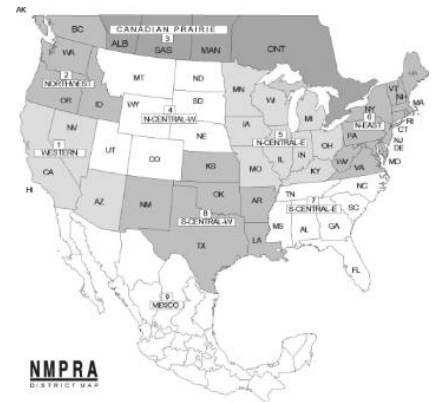 AK
BC
CANADIAN PRAIRIE
3
ALB
SAS
MAN
ONT
WA
2
NORTHWEST
OR
ID
MT
ND
WY
4
N-CENTRAL-W
SD
NE
MN
WI
MI
IA
5
N-CENTRAL-E
IL
IN
OH
MO
KY
VT
NH
MA
NY
6
N-EAST
RI
CT
PA
NJ
DE
MD
WV
VA
1
WESTERN
NV
CA
UT
CO
AZ
HI
KS
NM
OK
8
S-CENTRAL-W
AR
TX
LA
TN
NC
7
S-CENTRAL-E
SC
MS
AL
GA
FL
9
MEXICO
NMPRA
DISTRICT MAP